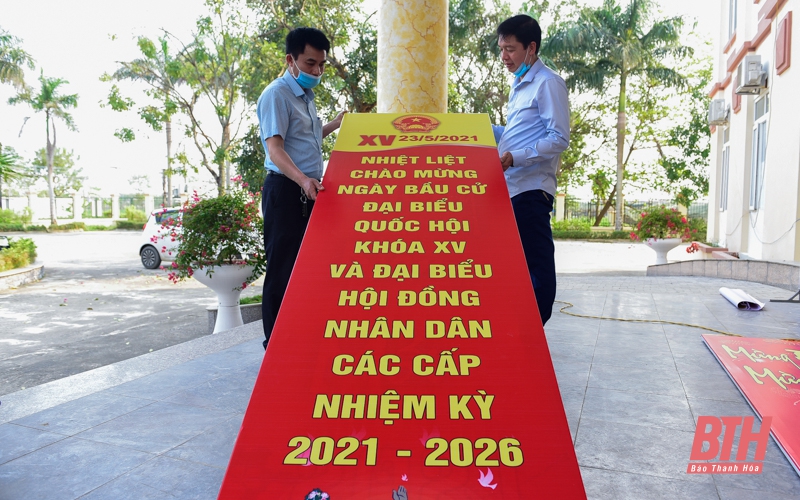 XV 23/5/2021
NHIỆT LIỆT
CHÀO MỪNG
NGÀY BẦU CỬ
ĐẠI BIỂU
QUỐC HỘI
KHÓA XV
VÀ ĐẠI BIỂU
HỘI ĐỒNG
NHÂN DÂN
CÁC CẤP
NHIỆM KỲ
2021 - 2026
Mừng
BTH
Báo Thanh Hóa